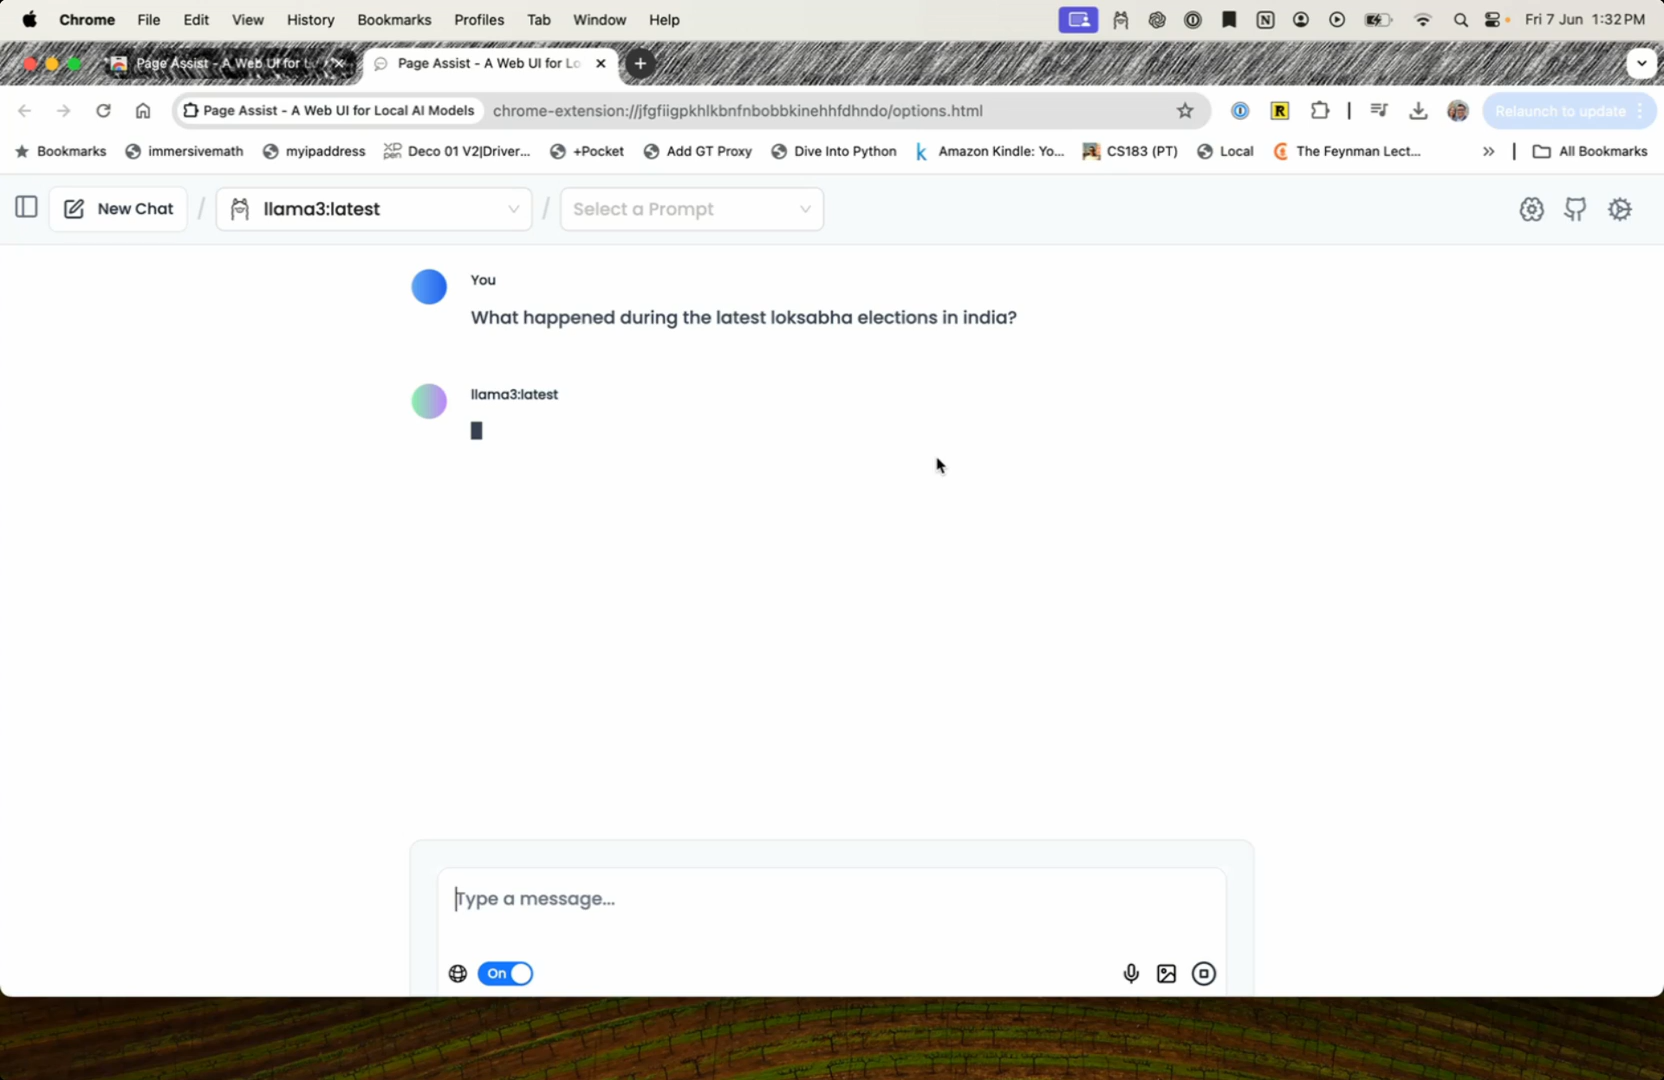 Chrome File Edit View History Bookmarks Profiles Tab Window Help Fri 7 Jun 1:32 PM
Page Assist - A Web UI for L Page Assist - A Web UI for Lo
Page Assist - A Web UI for Local AI Models chrome-extension://jfgfiigpkhlkbnfnbobbkinehhfdhndo/options.html Relaunch to update
Bookmarks immersivemath myipaddress Deco 01 V2|Driver... +Pocket Add GT Proxy Dive Into Python Amazon Kindle: Yo... CS183 (PT) Local The Feynman Lect... All Bookmarks
New Chat / llama3:latest / Select a Prompt
You
What happened during the latest loksabha elections in india?
llama3:latest
Type a message...
On